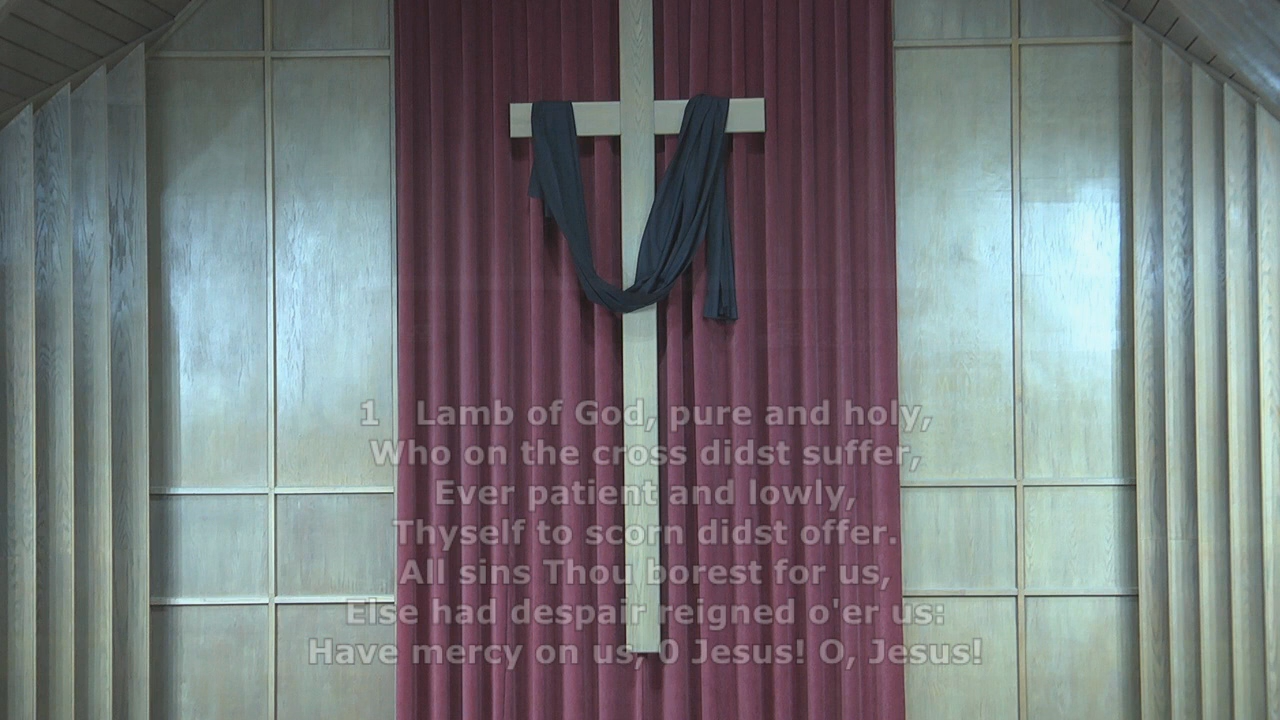 1 Lamb of God, pure and holy,
Who on the cross didst suffer,
Ever patient and lowly,
Thyself to scorn didst offer.
All sins Thou borest for us,
Else had despair reigned o'er us:
Have mercy on us, O Jesus! O, Jesus!